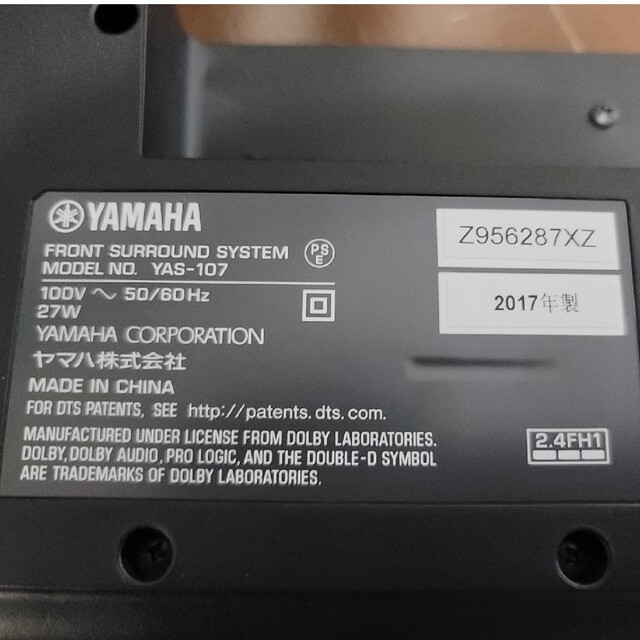 YAMAHA
FRONT SURROUND SYSTEM
MODEL NO. YAS-107
PS
E
100V ～ 50/60Hz
27W
YAMAHA CORPORATION
ヤマハ株式会社
MADE IN CHINA
FOR DTS PATENTS, SEE http://patents.dts.com.
MANUFACTURED UNDER LICENSE FROM DOLBY LABORATORIES.
DOLBY, DOLBY AUDIO, PRO LOGIC, AND THE DOUBLE-D SYMBOL
ARE TRADEMARKS OF DOLBY LABORATORIES.
Z956287XZ
2017年製
2.4FH1